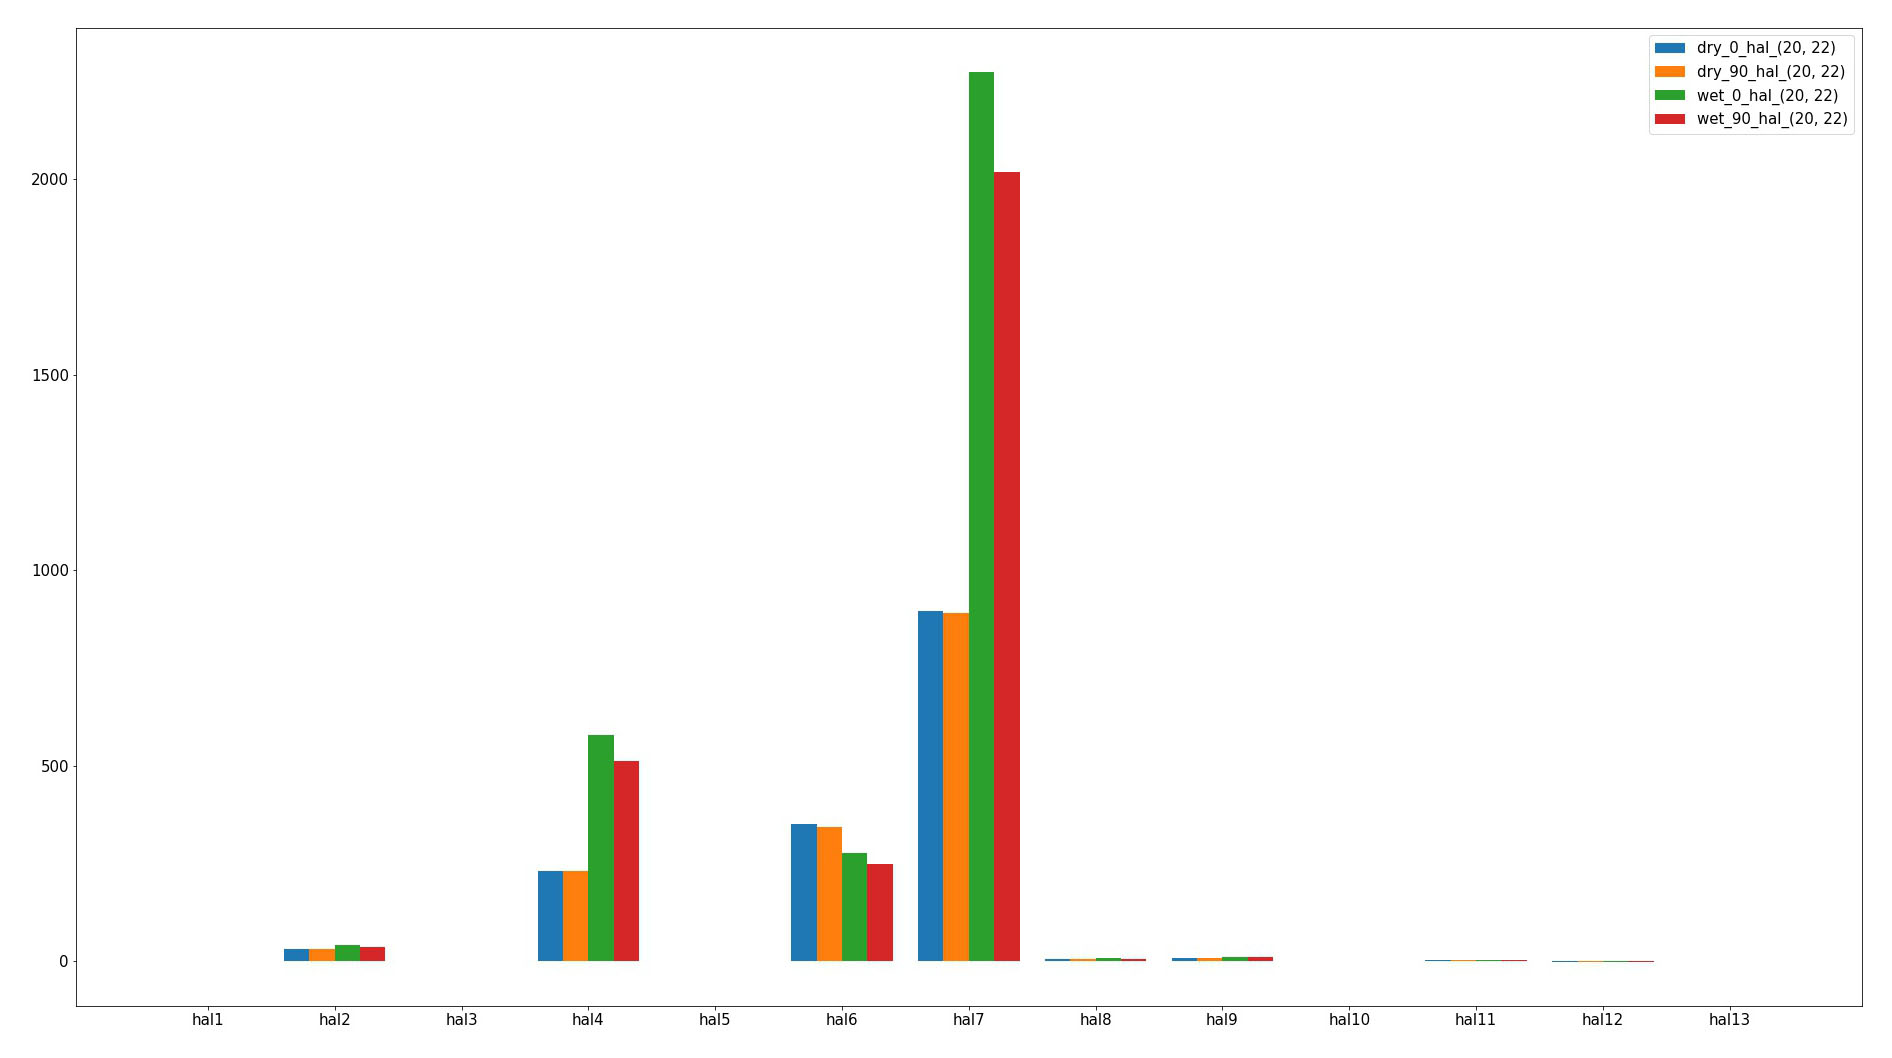 dry_0_hal_(20, 22)
dry_90_hal_(20, 22)
wet_0_hal_(20, 22)
wet_90_hal_(20, 22)
2000
1500
1000
500
0
hal1 hal2 hal3 hal4 hal5 hal6 hal7 hal8 hal9 hal10 hal11 hal12 hal13